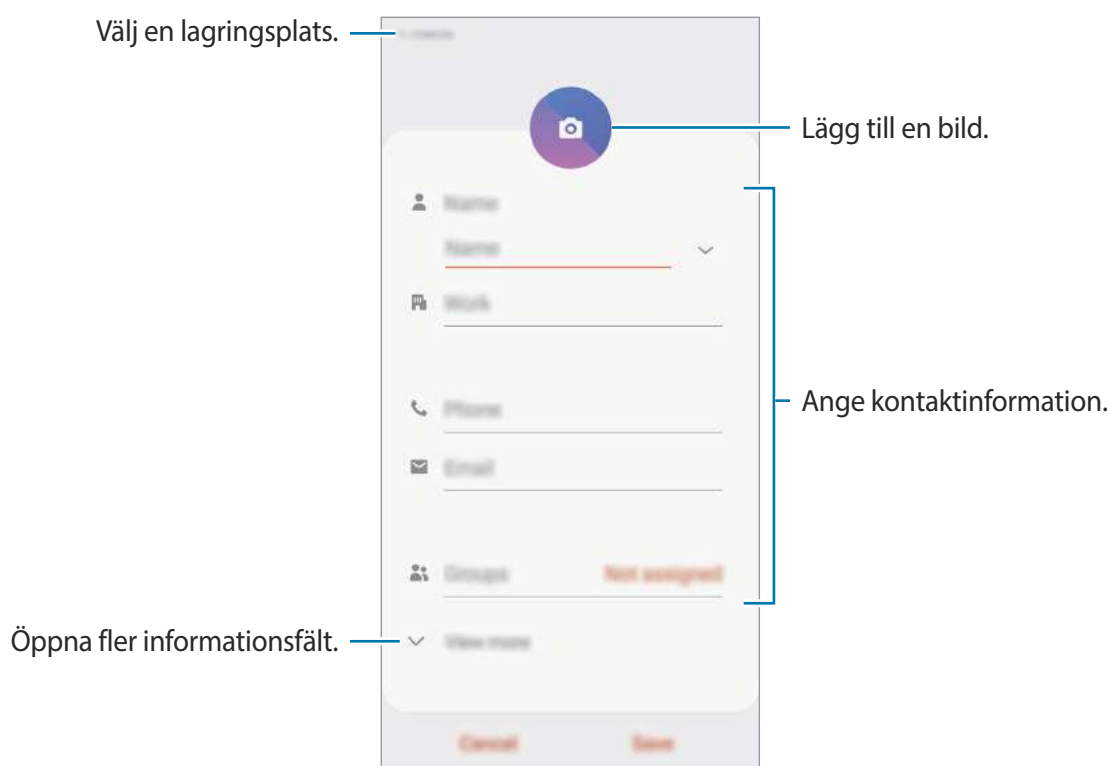 Välj en lagringsplats.
Lägg till en bild.
Name
Name
Work
Phone
Ange kontaktinformation.
Email
Groups Not assigned
Öppna fler informationsfält.
View more
Cancel Save